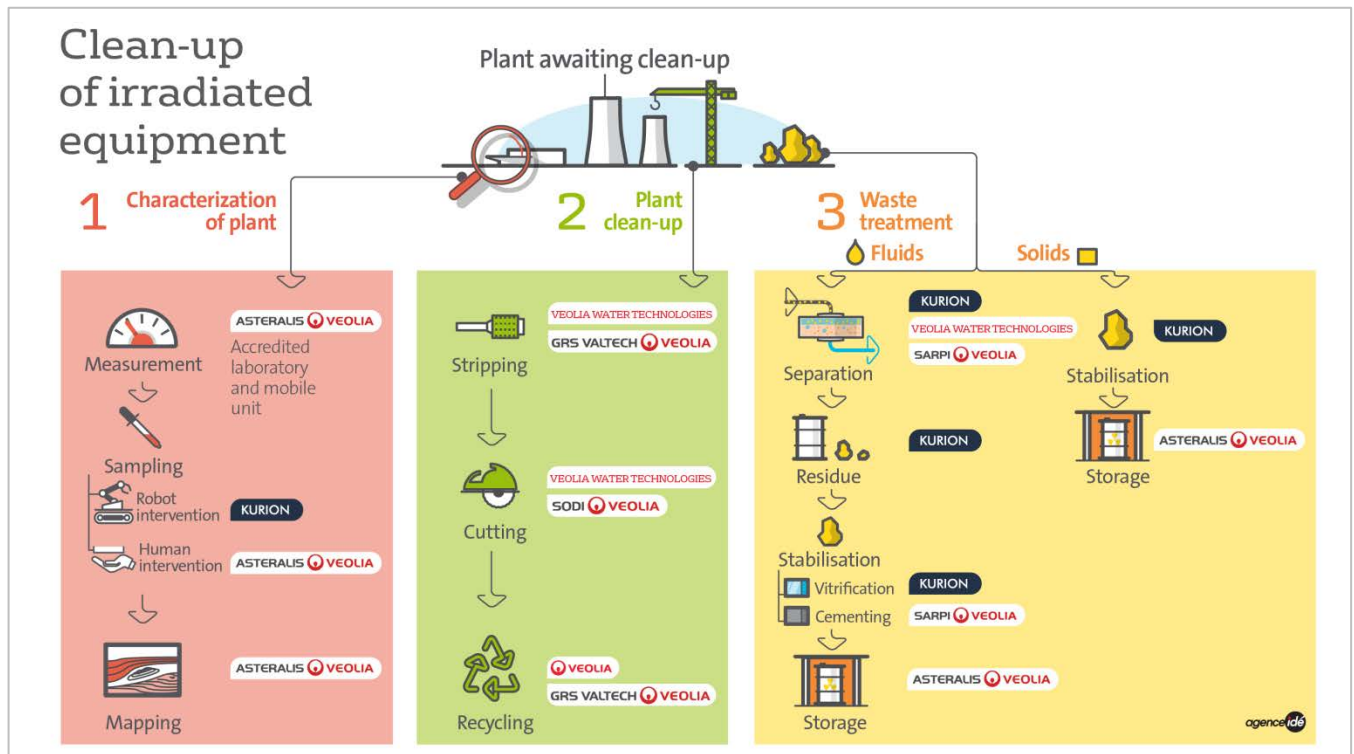 Clean-up
of irradiated
equipment
Plant awaiting clean-up
1 Characterization
of plant
2 Plant
clean-up
3 Waste
treatment
Fluids
Solids
Measurement
ASTERALIS VEOLIA
Accredited
laboratory
and mobile
unit
Sampling
Robot
intervention
KURION
Human
intervention
ASTERALIS VEOLIA
Mapping
ASTERALIS VEOLIA
Stripping
VEOLIA WATER TECHNOLOGIES
GRS VALTECH VEOLIA
Cutting
VEOLIA WATER TECHNOLOGIES
SODI VEOLIA
Recycling
VEOLIA
GRS VALTECH VEOLIA
Separation
KURION
VEOLIA WATER TECHNOLOGIES
SARPI VEOLIA
Residue
KURION
Stabilisation
Vitrification
KURION
Cementing
SARPI VEOLIA
Storage
ASTERALIS VEOLIA
Stabilisation
KURION
Storage
ASTERALIS VEOLIA
agence idé